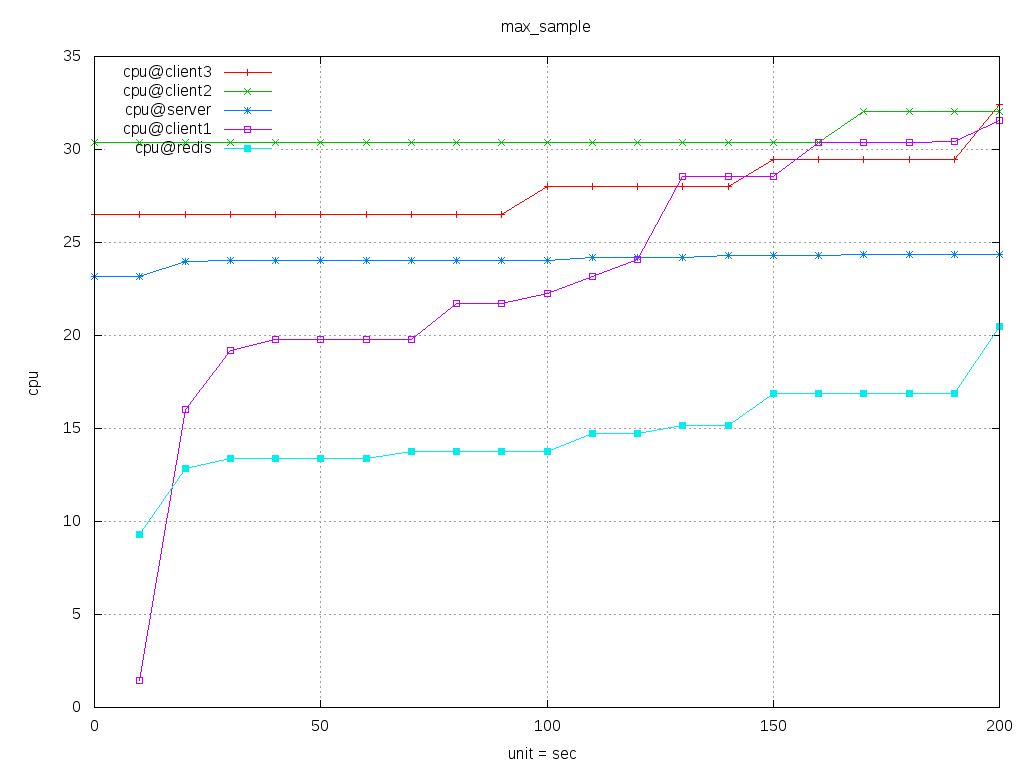 max_sample
35
30
25
20
15
10
5
0
cpu@client3
cpu@client2
cpu@server
cpu@client1
cpu@redis
cpu
0 50 100 150 200
unit = sec